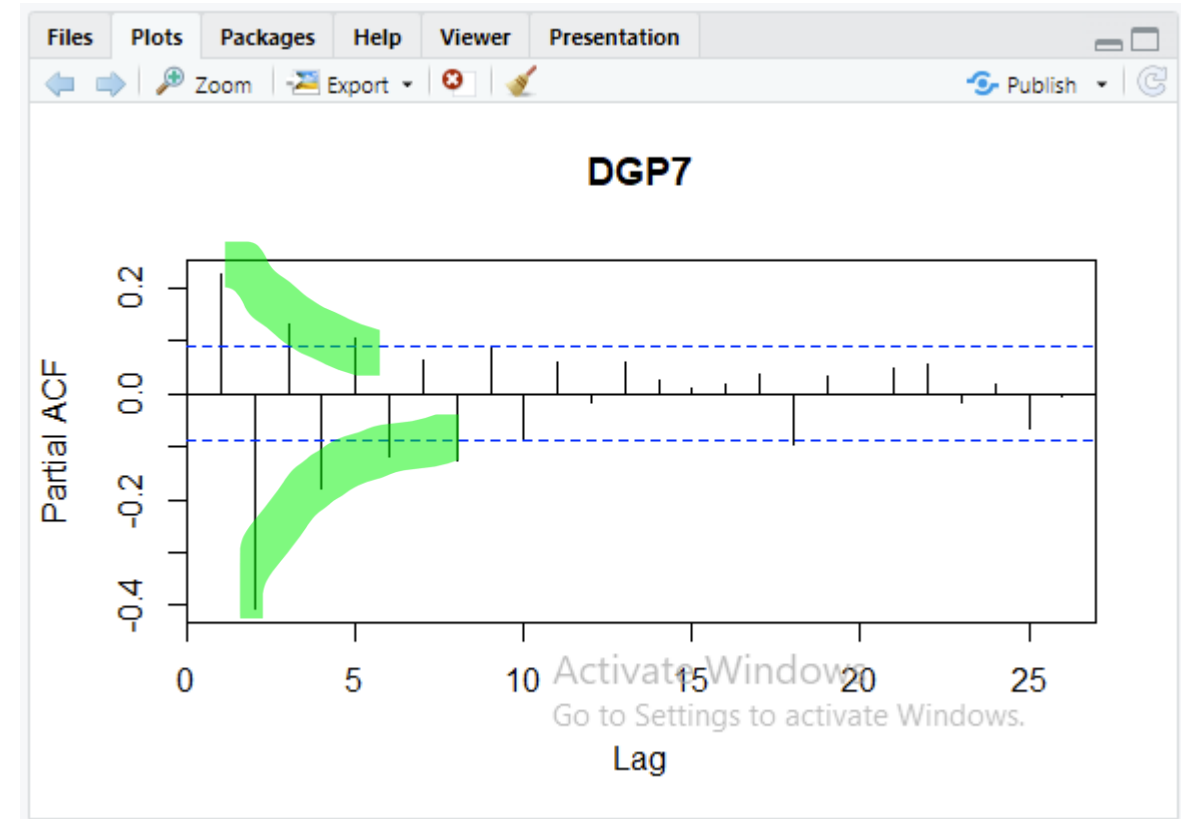 Files Plots Packages Help Viewer Presentation
Zoom Export Publish
DGP7
Partial ACF
0.2
0.0
-0.2
-0.4
0 5 10 15 20 25
Activate Windows
Go to Settings to activate Windows.
Lag